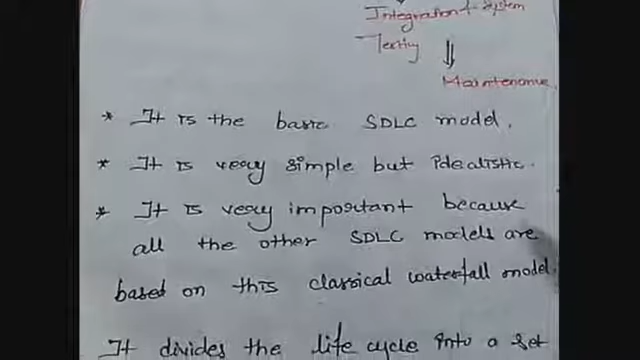 Integration & System
Testing
Maintenance
* It is the basic SDLC model.
* It is very simple but idealistic.
* It is very important because
all the other SDLC models are
based on this classical waterfall model.
It divides the life cycle into a set